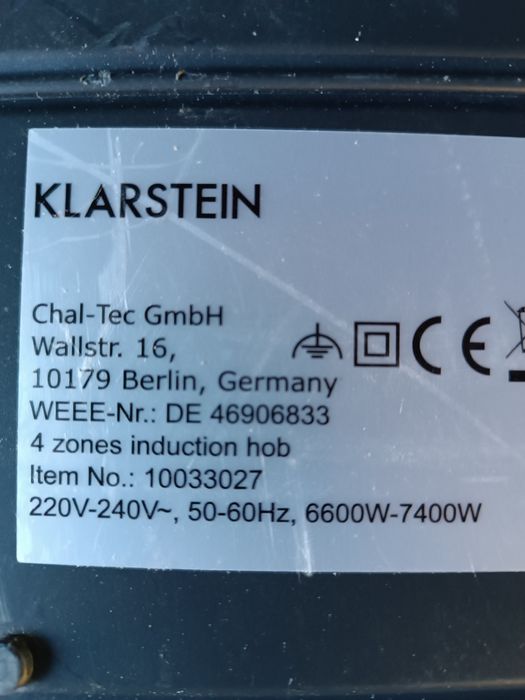 KLARSTEIN
Chal-Tec GmbH
Wallstr. 16,
10179 Berlin, Germany
WEEE-Nr.: DE 46906833
4 zones induction hob
Item No.: 10033027
220V-240V~, 50-60Hz, 6600W-7400W
CE